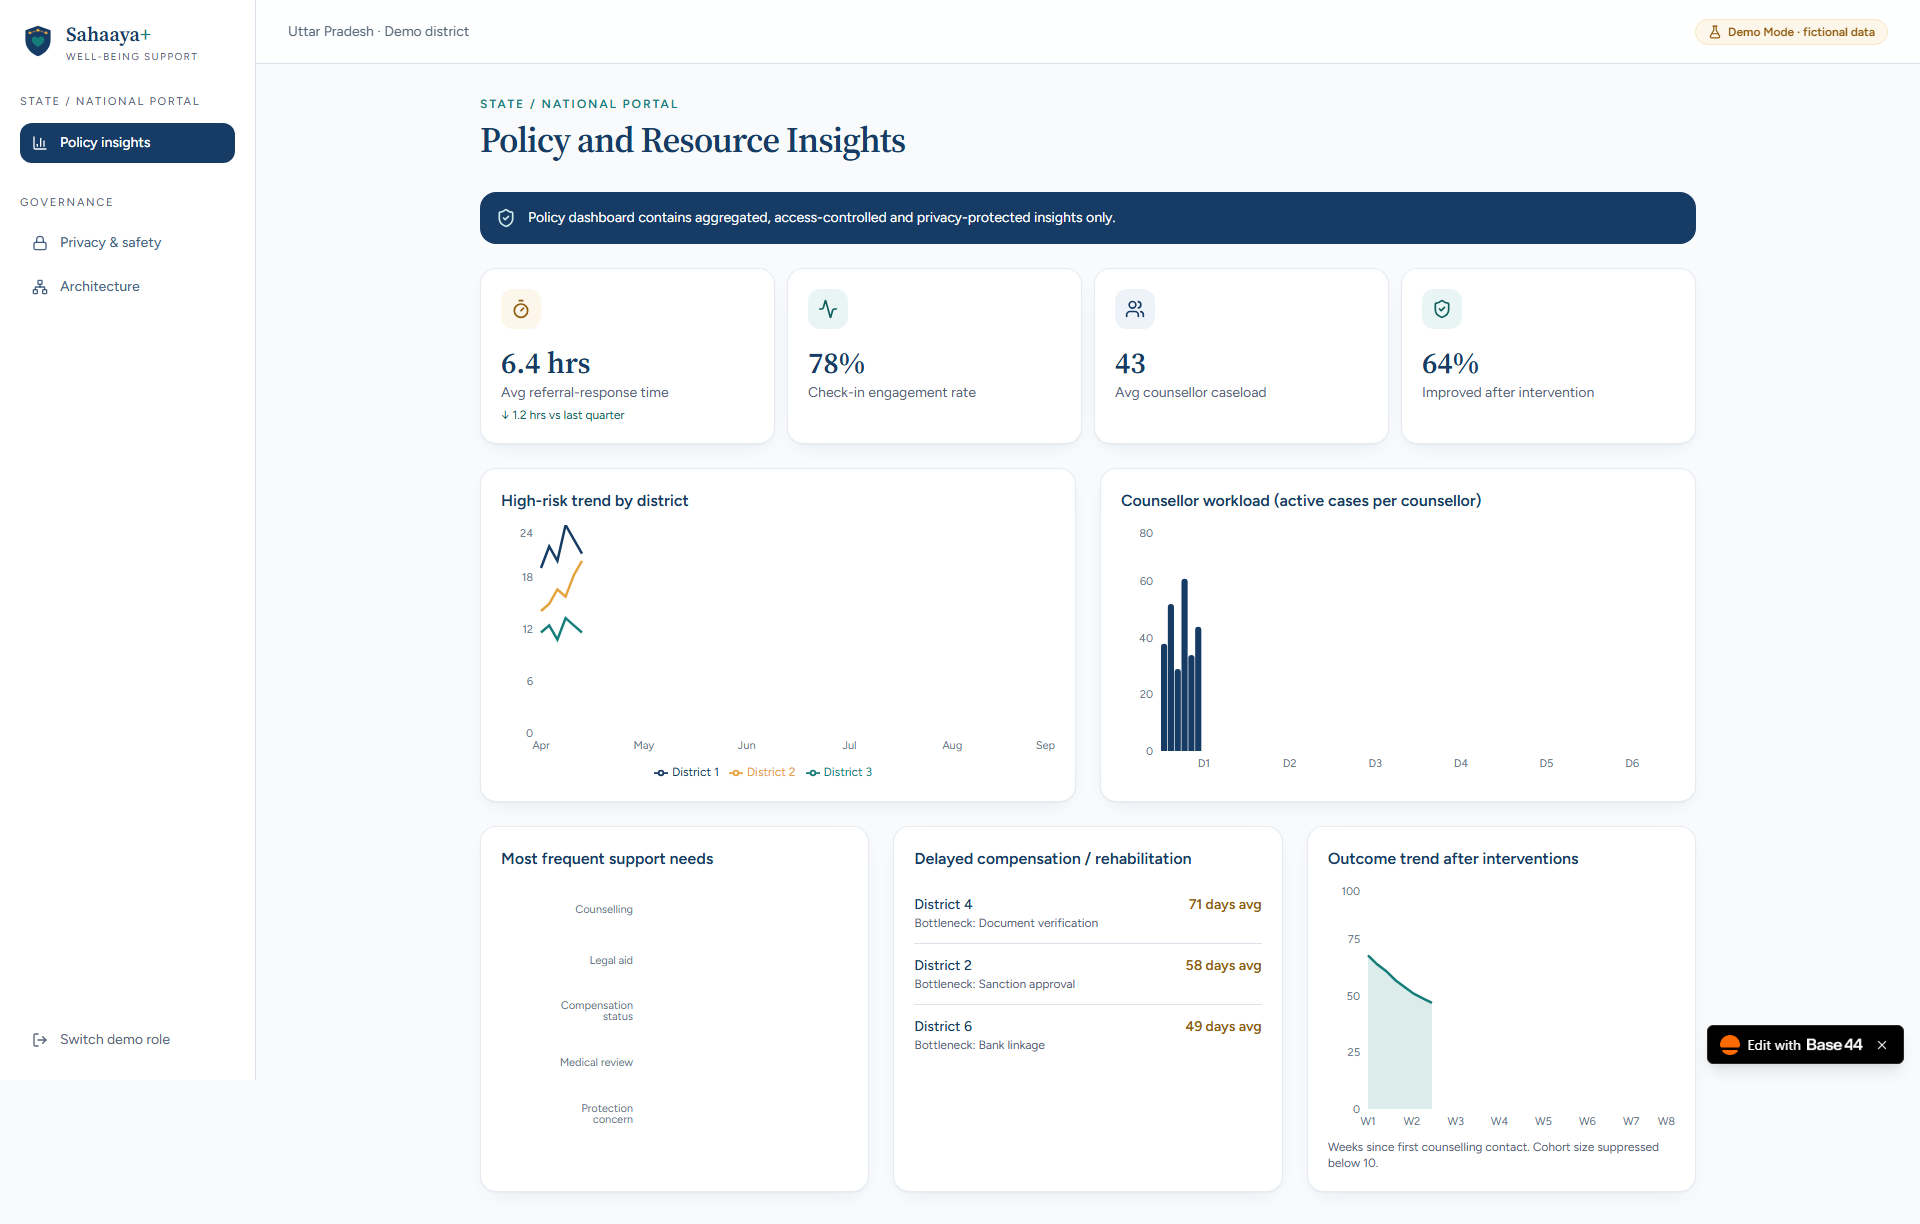 Sahaaya+
WELL-BEING SUPPORT
STATE / NATIONAL PORTAL
Policy insights
GOVERNANCE
Privacy & safety
Architecture
Switch demo role
Uttar Pradesh · Demo district
Demo Mode · fictional data
STATE / NATIONAL PORTAL
Policy and Resource Insights
Policy dashboard contains aggregated, access-controlled and privacy-protected insights only.
6.4 hrs
Avg referral-response time
↓ 1.2 hrs vs last quarter
78%
Check-in engagement rate
43
Avg counsellor caseload
64%
Improved after intervention
High-risk trend by district
24
18
12
6
0
Apr May Jun Jul Aug Sep
District 1 District 2 District 3
Counsellor workload (active cases per counsellor)
80
60
40
20
0
D1 D2 D3 D4 D5 D6
Most frequent support needs
Counselling
Legal aid
Compensation
status
Medical review
Protection
concern
Delayed compensation / rehabilitation
District 4 71 days avg
Bottleneck: Document verification
District 2 58 days avg
Bottleneck: Sanction approval
District 6 49 days avg
Bottleneck: Bank linkage
Outcome trend after interventions
100
75
50
25
0
W1 W2 W3 W4 W5 W6 W7 W8
Weeks since first counselling contact. Cohort size suppressed
below 10.
Edit with Base44